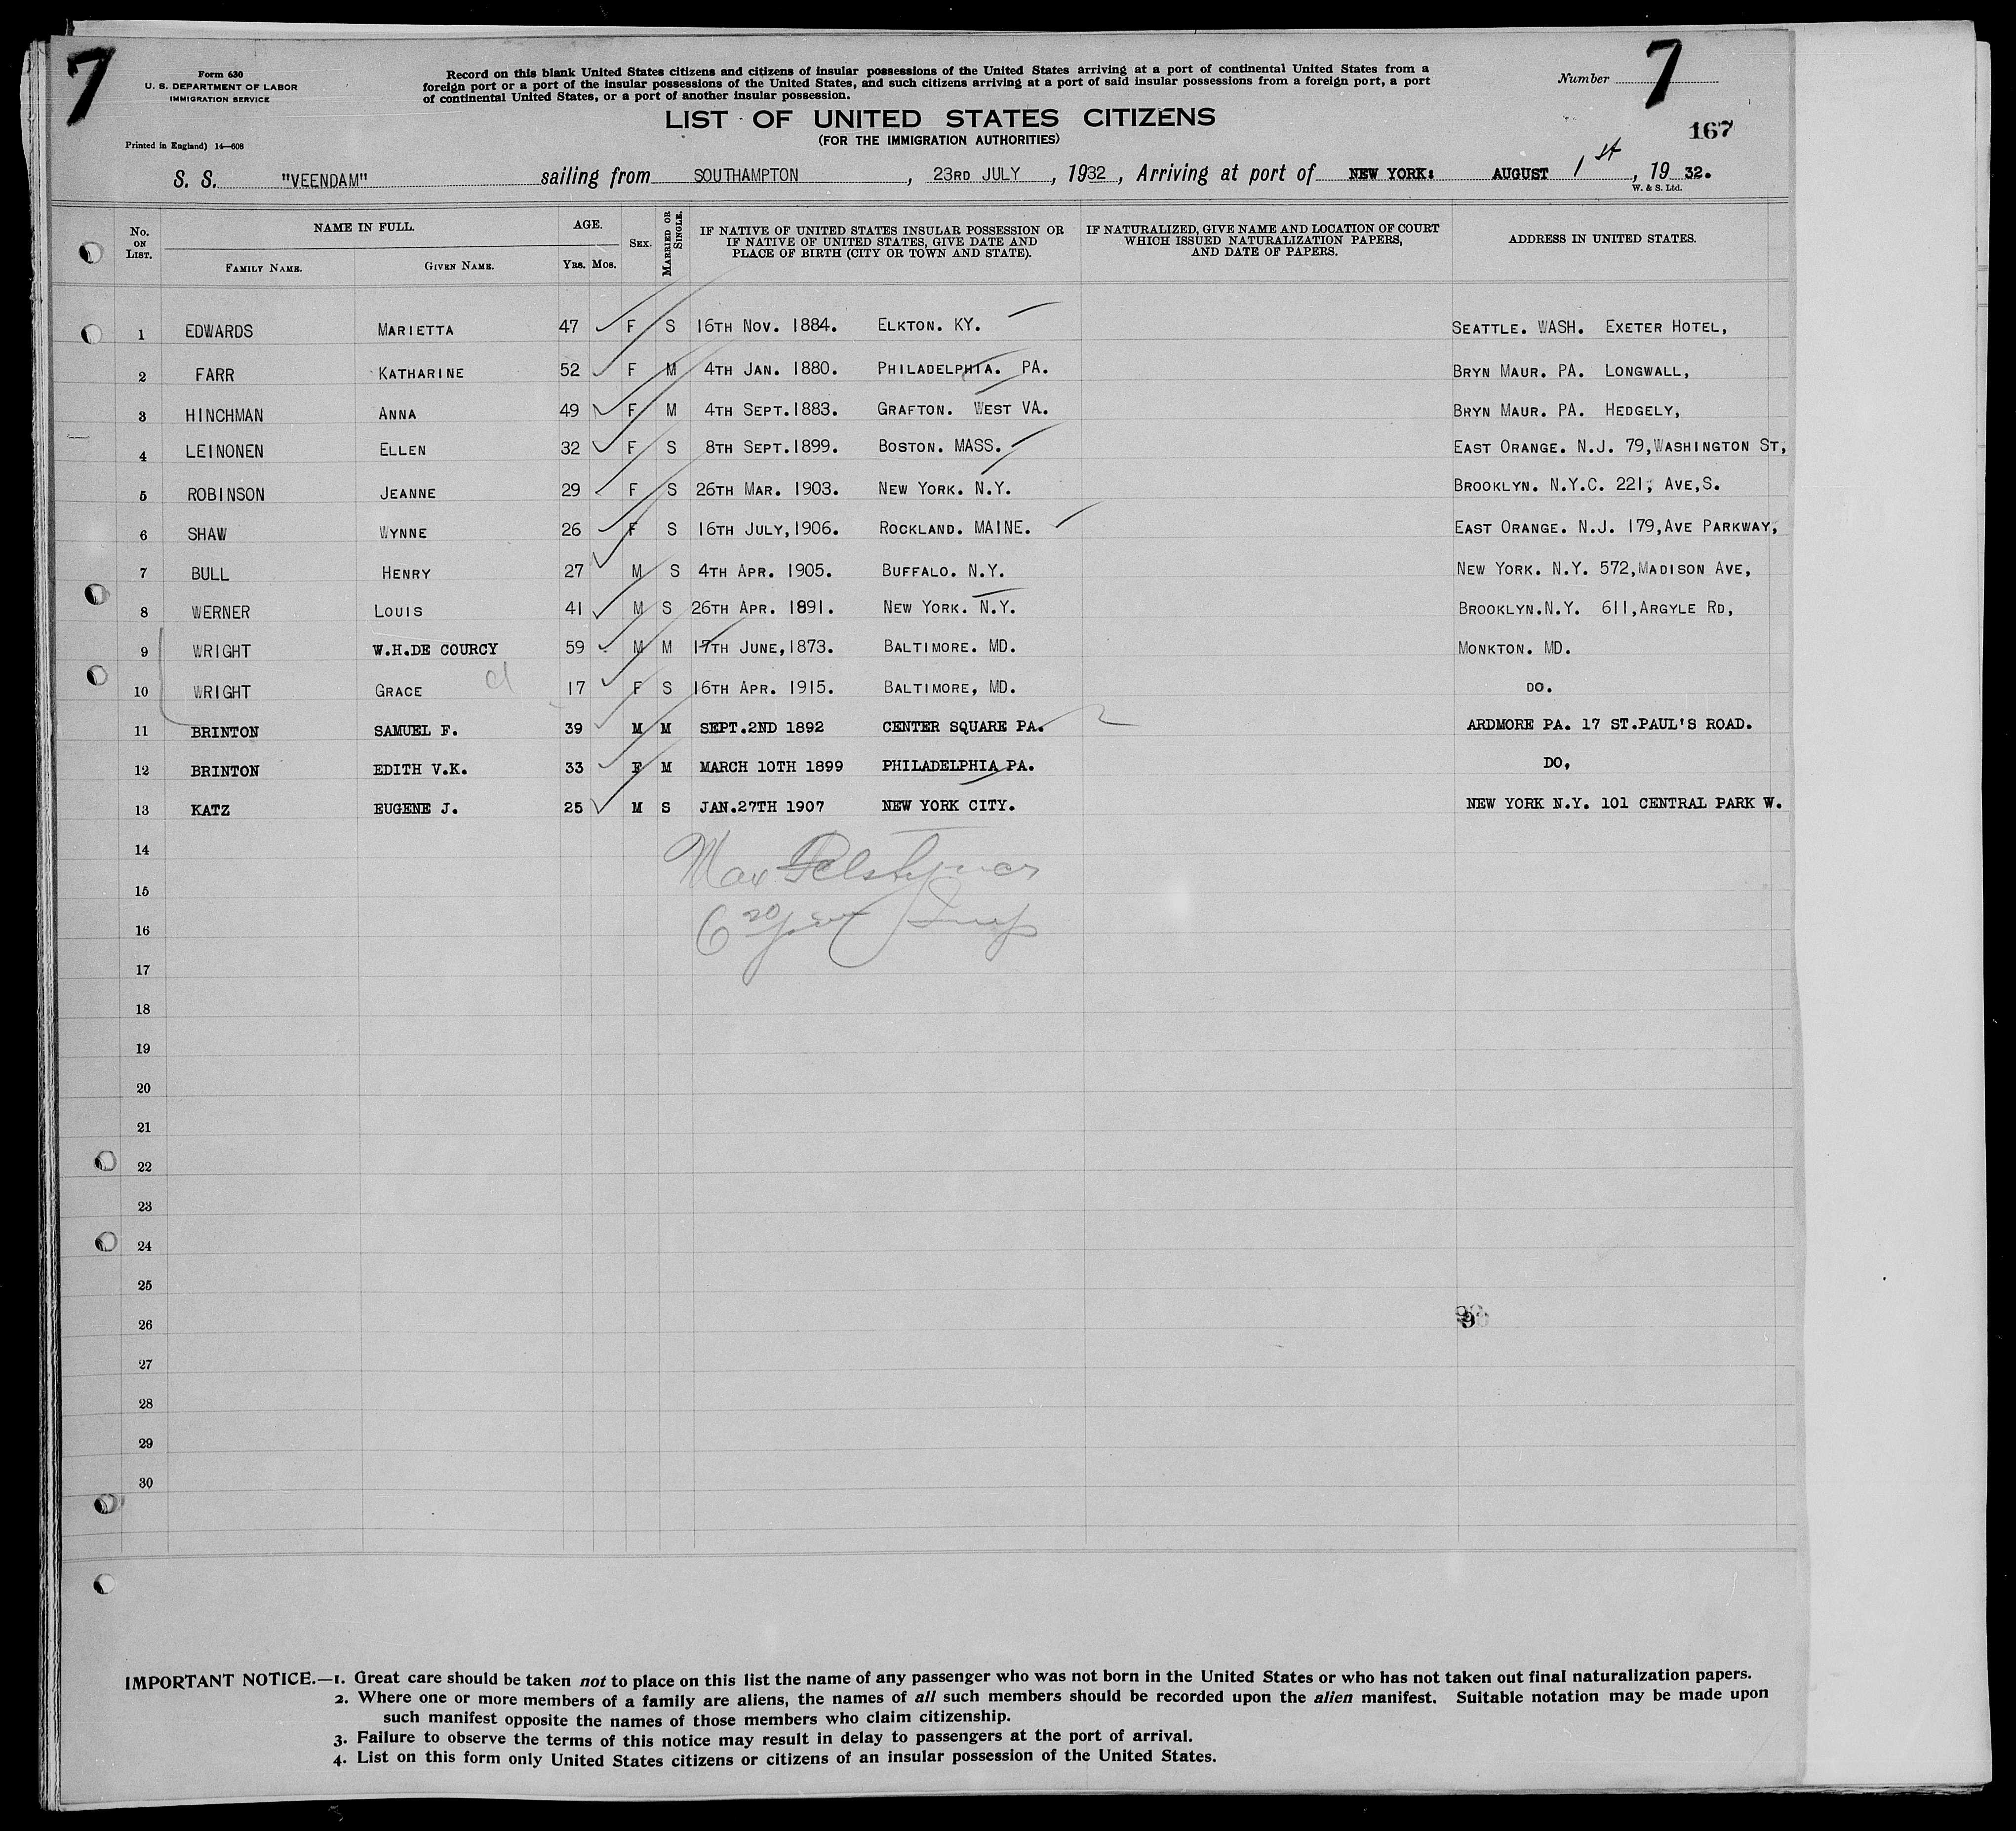 7
Form 630
U. S. DEPARTMENT OF LABOR
IMMIGRATION SERVICE
Record on this blank United States citizens and citizens of insular possessions of the United States arriving at a port of continental United States from a
foreign port or a port of the insular possessions of the United States, and such citizens arriving at a port of said insular possessions from a foreign port, a port
of continental United States, or a port of another insular possession.
Number 7
LIST OF UNITED STATES CITIZENS
(FOR THE IMMIGRATION AUTHORITIES)
167
Printed in England) 14—608
S. S. "VEENDAM" sailing from SOUTHAMPTON, 23RD JULY, 1932, Arriving at port of NEW YORK: AUGUST 1st, 19 32.
W. & S. Ltd.
No. ON LIST. NAME IN FULL. FAMILY NAME. GIVEN NAME. AGE. YRS. MOS. SEX. MARRIED OR SINGLE. IF NATIVE OF UNITED STATES INSULAR POSSESSION OR IF NATIVE OF UNITED STATES, GIVE DATE AND PLACE OF BIRTH (CITY OR TOWN AND STATE). IF NATURALIZED, GIVE NAME AND LOCATION OF COURT WHICH ISSUED NATURALIZATION PAPERS, AND DATE OF PAPERS. ADDRESS IN UNITED STATES.
1 EDWARDS MARIETTA 47 F S 16TH NOV. 1884. ELKTON. KY. SEATTLE. WASH. EXETER HOTEL,
2 FARR KATHARINE 52 F M 4TH JAN. 1880. PHILADELPHIA. PA. BRYN MAUR. PA. LONGWALL,
3 HINCHMAN ANNA 49 F M 4TH SEPT.1883. GRAFTON. WEST VA. BRYN MAUR. PA. HEDGELY,
4 LEINONEN ELLEN 32 F S 8TH SEPT.1899. BOSTON. MASS. EAST ORANGE. N.J. 79,WASHINGTON ST,
5 ROBINSON JEANNE 29 F S 26TH MAR. 1903. NEW YORK. N.Y. BROOKLYN. N.Y.C. 221, AVE,S.
6 SHAW WYNNE 26 F S 16TH JULY,1906. ROCKLAND. MAINE. EAST ORANGE. N.J. 179,AVE PARKWAY,
7 BULL HENRY 27 M S 4TH APR. 1905. BUFFALO. N.Y. NEW YORK. N.Y. 572,MADISON AVE,
8 WERNER LOUIS 41 M S 26TH APR. 1891. NEW YORK. N.Y. BROOKLYN.N.Y. 611,ARGYLE RD,
9 WRIGHT W.H.DE COURCY 59 M M 17TH JUNE,1873. BALTIMORE. MD. MONKTON. MD.
10 WRIGHT GRACE d 17 F S 16TH APR. 1915. BALTIMORE, MD. DO.
11 BRINTON SAMUEL F. 39 M M SEPT.2ND 1892 CENTER SQUARE PA. ARDMORE PA. 17 ST.PAUL'S ROAD.
12 BRINTON EDITH V.K. 33 F M MARCH 10TH 1899 PHILADELPHIA PA. DO,
13 KATZ EUGENE J. 25 M S JAN.27TH 1907 NEW YORK CITY. NEW YORK N.Y. 101 CENTRAL PARK W.
14
Max
15
16
17
18
19
20
21
22
23
24
25
26
27
28
29
30
IMPORTANT NOTICE.—1. Great care should be taken not to place on this list the name of any passenger who was not born in the United States or who has not taken out final naturalization papers.
2. Where one or more members of a family are aliens, the names of all such members should be recorded upon the alien manifest. Suitable notation may be made upon
such manifest opposite the names of those members who claim citizenship.
3. Failure to observe the terms of this notice may result in delay to passengers at the port of arrival.
4. List on this form only United States citizens or citizens of an insular possession of the United States.